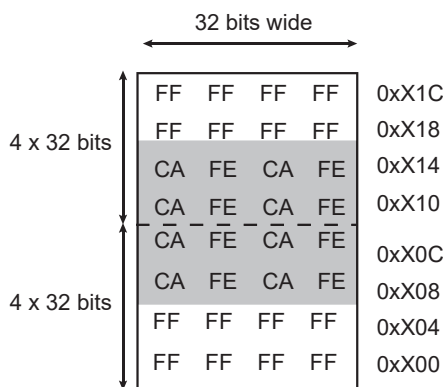 32 bits wide
FF FF FF FF 0xX1C
FF FF FF FF 0xX18
4 x 32 bits
CA FE CA FE 0xX14
CA FE CA FE 0xX10
CA FE CA FE 0xX0C
CA FE CA FE 0xX08
4 x 32 bits
FF FF FF FF 0xX04
FF FF FF FF 0xX00